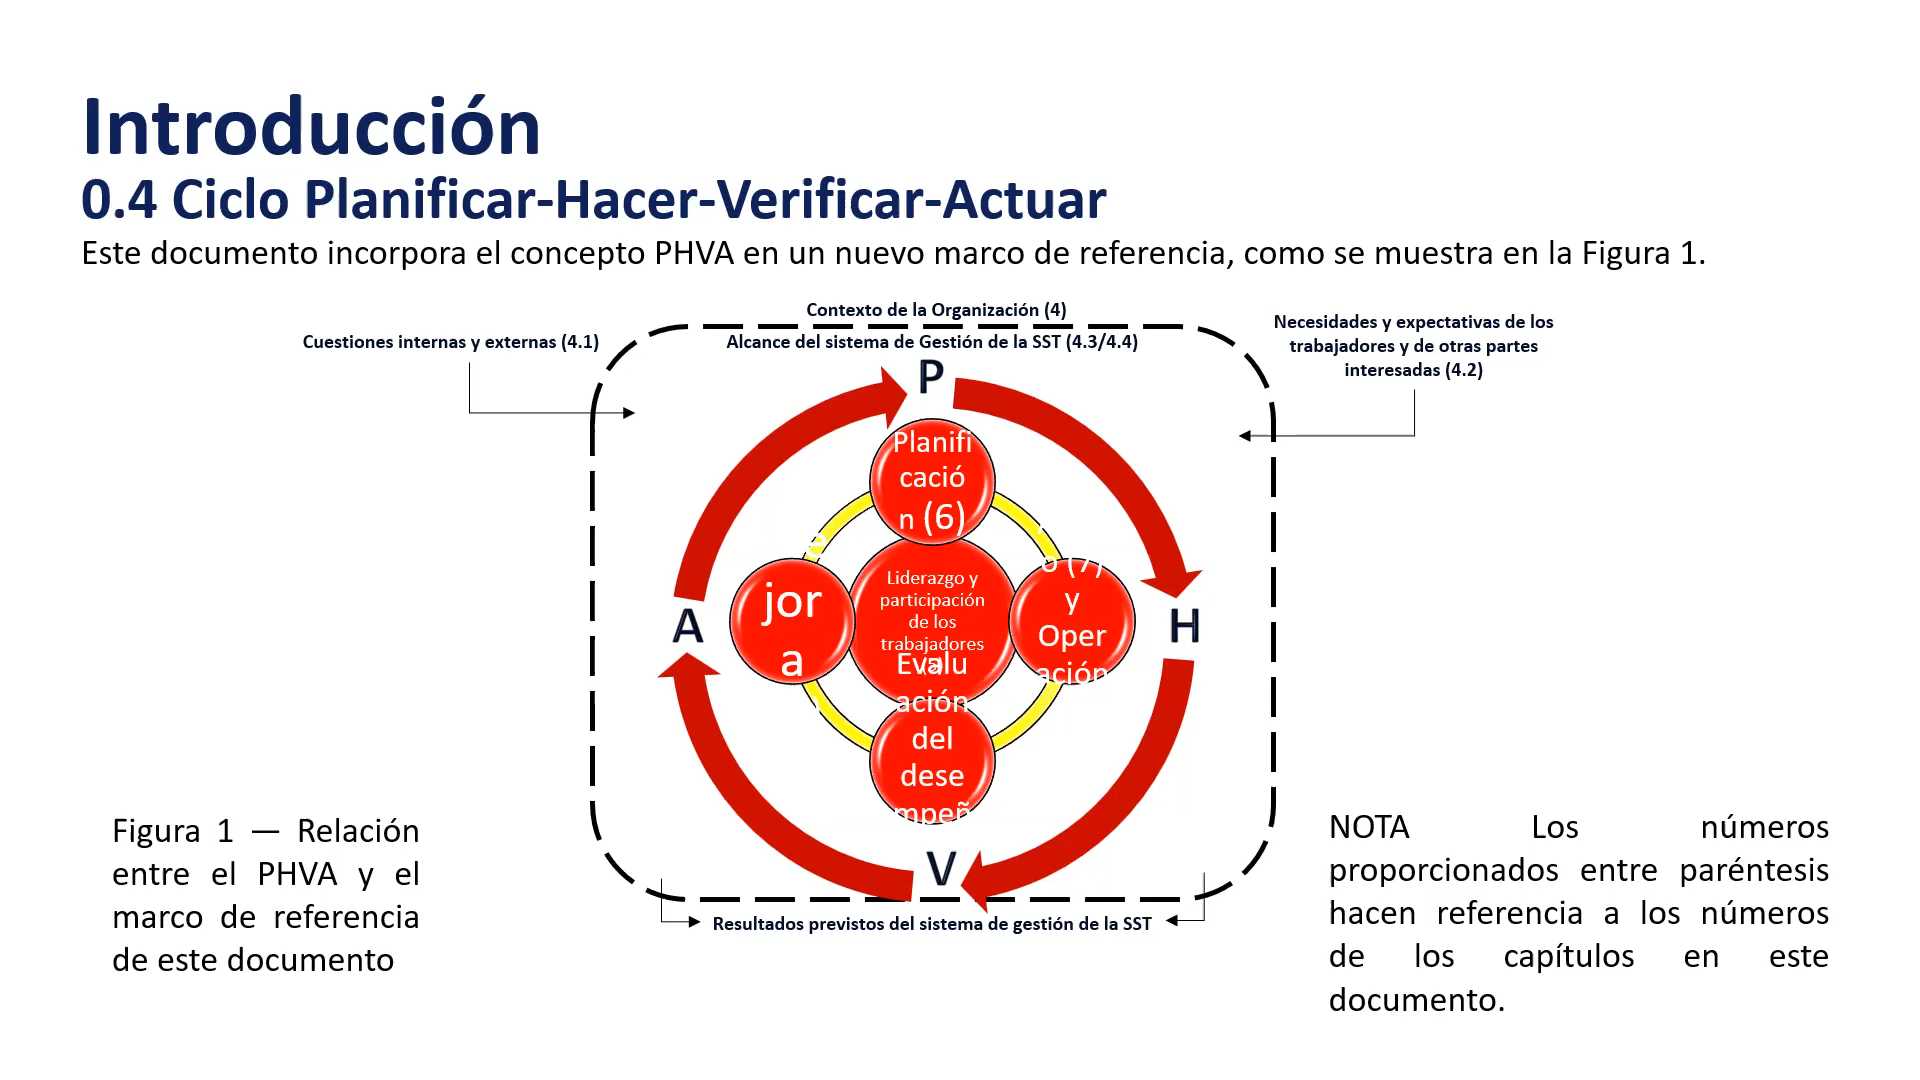 Introducción
0.4 Ciclo Planificar-Hacer-Verificar-Actuar
Este documento incorpora el concepto PHVA en un nuevo marco de referencia, como se muestra en la Figura 1.
Contexto de la Organización (4)
Cuestiones internas y externas (4.1)
Alcance del sistema de Gestión de la SST (4.3/4.4)
Necesidades y expectativas de los
trabajadores y de otras partes
interesadas (4.2)
P
Planifi
cació
n (6)
A
jor
a
Liderazgo y
participación
de los
trabajadores
o (7)
y
Oper
ación
H
Evalu
ación
del
dese
mpeñ
V
Resultados previstos del sistema de gestión de la SST
Figura 1 — Relación
entre el PHVA y el
marco de referencia
de este documento
NOTA Los números
proporcionados entre paréntesis
hacen referencia a los números
de los capítulos en este
documento.